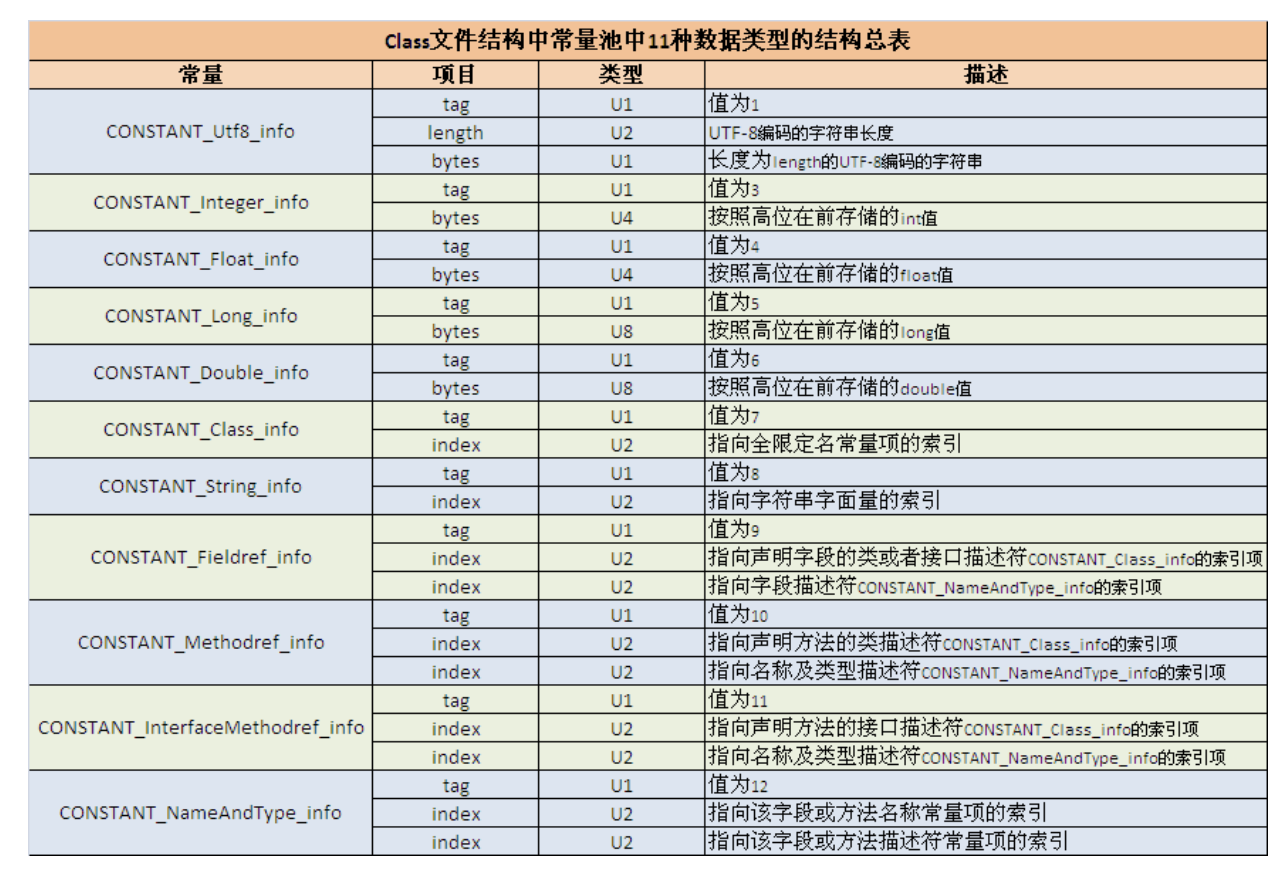 Class文件结构中常量池中11种数据类型的结构总表
常量 项目 类型 描述
CONSTANT_Utf8_info tag U1 值为1
length U2 UTF-8编码的字符串长度
bytes U1 长度为length的UTF-8编码的字符串
CONSTANT_Integer_info tag U1 值为3
bytes U4 按照高位在前存储的int值
CONSTANT_Float_info tag U1 值为4
bytes U4 按照高位在前存储的float值
CONSTANT_Long_info tag U1 值为5
bytes U8 按照高位在前存储的long值
CONSTANT_Double_info tag U1 值为6
bytes U8 按照高位在前存储的double值
CONSTANT_Class_info tag U1 值为7
index U2 指向全限定名常量项的索引
CONSTANT_String_info tag U1 值为8
index U2 指向字符串字面量的索引
CONSTANT_Fieldref_info tag U1 值为9
index U2 指向声明字段的类或者接口描述符CONSTANT_Class_info的索引项
index U2 指向字段描述符CONSTANT_NameAndType_info的索引项
CONSTANT_Methodref_info tag U1 值为10
index U2 指向声明方法的类描述符CONSTANT_Class_info的索引项
index U2 指向名称及类型描述符CONSTANT_NameAndType_info的索引项
CONSTANT_InterfaceMethodref_info tag U1 值为11
index U2 指向声明方法的接口描述符CONSTANT_Class_info的索引项
index U2 指向名称及类型描述符CONSTANT_NameAndType_info的索引项
CONSTANT_NameAndType_info tag U1 值为12
index U2 指向该字段或方法名称常量项的索引
index U2 指向该字段或方法描述符常量项的索引